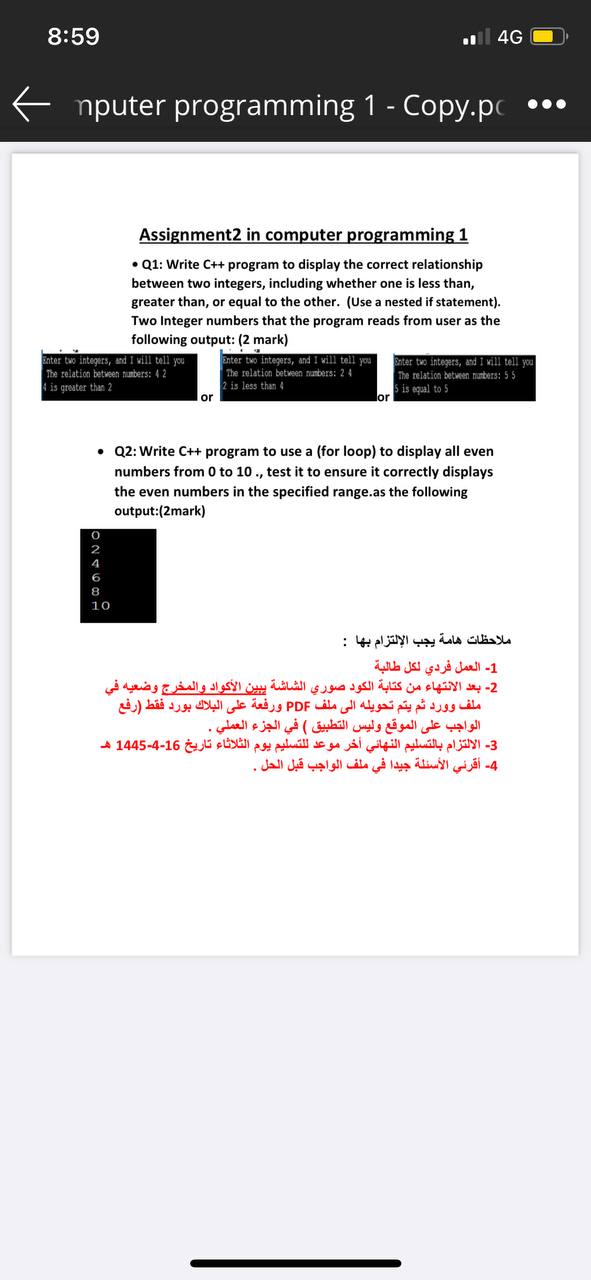 8:59
4G
mputer programming 1 - Copy.pc
Assignment2 in computer programming 1
• Q1: Write C++ program to display the correct relationship
between two integers, including whether one is less than,
greater than, or equal to the other. (Use a nested if statement).
Two Integer numbers that the program reads from user as the
following output: (2 mark)
Enter two integers, and I will tell you
The relation between numbers: 4 2
4 is greater than 2
or
Enter two integers, and I will tell you
The relation between numbers: 2 4
2 is less than 4
or
Enter two integers, and I will tell you
The relation between numbers: 5 5
5 is equal to 5
• Q2: Write C++ program to use a (for loop) to display all even
numbers from 0 to 10 ., test it to ensure it correctly displays
the even numbers in the specified range.as the following
output:(2mark)
0
2
4
6
8
10
ملاحظات هامة يجب الإلتزام بها :
1- العمل فردي لكل طالبة
2- بعد الانتهاء من كتابة الكود صوري الشاشة يبين الأكواد والمخرج وضعيه في
ملف وورد ثم يتم تحويله الى ملف PDF ورفعة على البلاك بورد فقط (رفع
الواجب على الموقع وليس التطبيق ) في الجزء العملي .
3- الالتزام بالتسليم النهائي أخر موعد للتسليم يوم الثلاثاء تاريخ 16-4-1445 هـ
4- أقرئي الأسئلة جيدا في ملف الواجب قبل الحل .